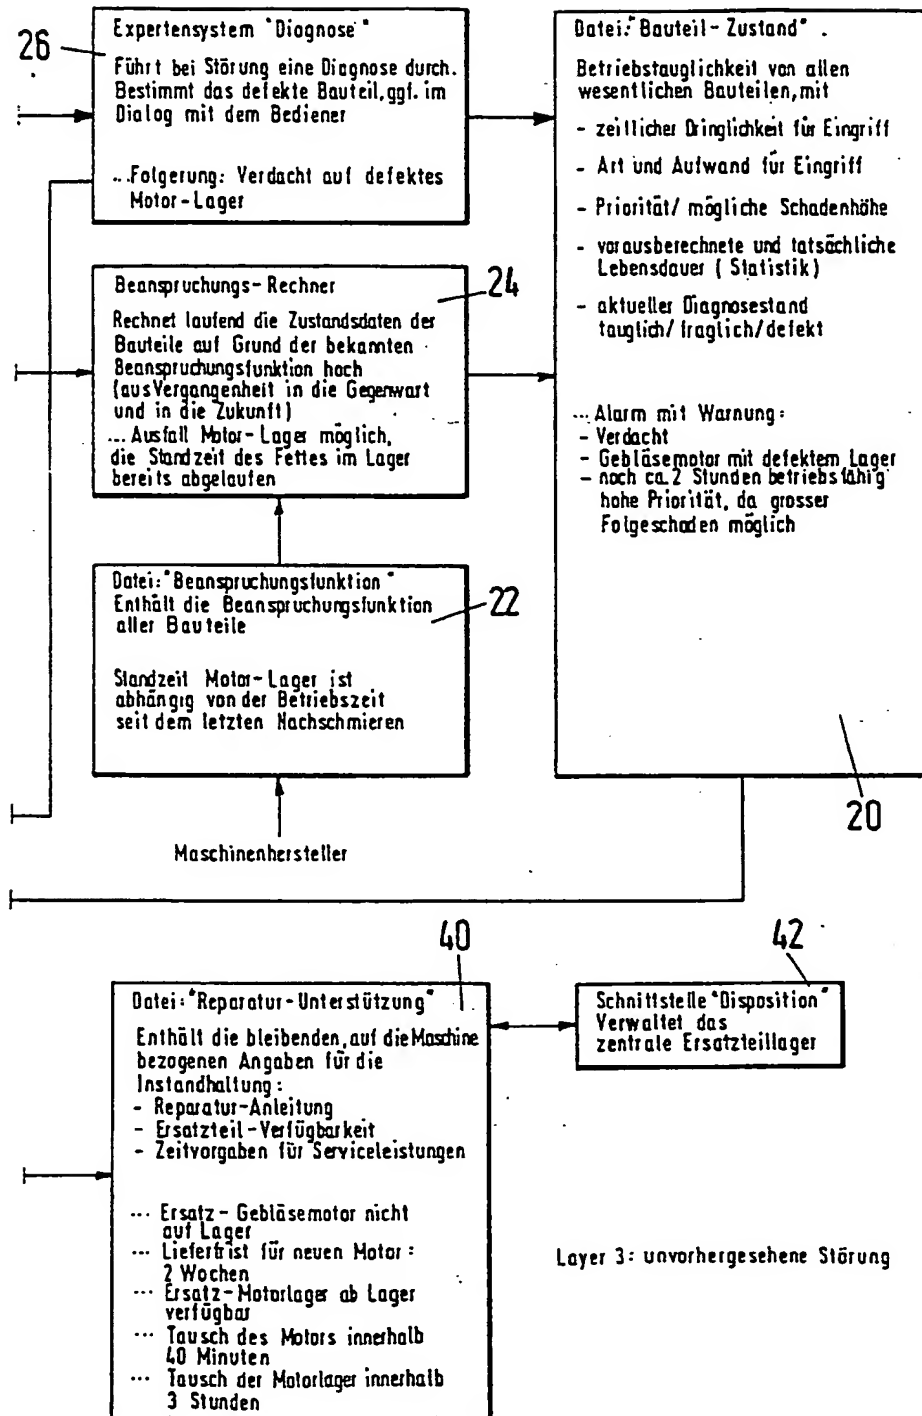 26
Expertensystem "Diagnose"
Führt bei Störung eine Diagnose durch.
Bestimmt das defekte Bauteil, ggf. im
Dialog mit dem Bediener
...Folgerung: Verdacht auf defektes
Motor-Lager
24
Beanspruchungs-Rechner
Rechnet laufend die Zustandsdaten der
Bauteile auf Grund der bekannten
Beanspruchungsfunktion hoch
(aus Vergangenheit in die Gegenwart
und in die Zukunft)
... Ausfall Motor-Lager möglich,
die Standzeit des Fettes im Lager
bereits abgelaufen
22
Datei: "Beanspruchungsfunktion"
Enthält die Beanspruchungsfunktion
aller Bauteile
Standzeit Motor-Lager ist
abhängig von der Betriebszeit
seit dem letzten Nachschmieren
Maschinenhersteller
Datei: "Bauteil-Zustand" .
Betriebstauglichkeit von allen
wesentlichen Bauteilen, mit
- zeitlicher Dringlichkeit für Eingriff
- Art und Aufwand für Eingriff
- Priorität/ mögliche Schadenhöhe
- vorausberechnete und tatsächliche
Lebensdauer (Statistik)
- aktueller Diagnosestand
tauglich/fraglich/defekt
... Alarm mit Warnung:
- Verdacht
- Gebläsemotor mit defektem Lager
- noch ca. 2 Stunden betriebsfähig
hohe Priorität, da grosser
Folgeschaden möglich
20
40
Datei: "Reparatur-Unterstützung"
Enthält die bleibenden, auf die Maschine
bezogenen Angaben für die
Instandhaltung:
- Reparatur-Anleitung
- Ersatzteil-Verfügbarkeit
- Zeitvorgaben für Serviceleistungen
... Ersatz-Gebläsemotor nicht
auf Lager
... Lieferfrist für neuen Motor:
2 Wochen
... Ersatz-Motorlager ab Lager
verfügbar
... Tausch des Motors innerhalb
40 Minuten
... Tausch der Motorlager innerhalb
3 Stunden
42
Schnittstelle "Disposition"
Verwaltet das
zentrale Ersatzteillager
Layer 3: unvorhergesehene Störung